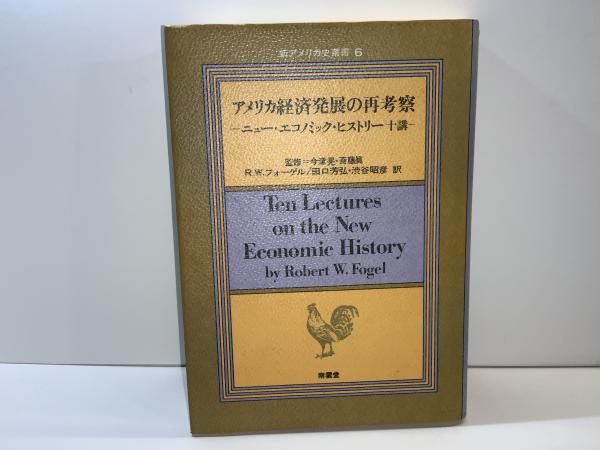 新アメリカ史叢書 6
アメリカ経済発展の再考察
―ニュー・エコノミック・ヒストリー十講―
監修=今津晃・斎藤眞
R.W.フォーゲル/田口芳弘・渋谷昭彦 訳
Ten Lectures
on the New
Economic History
by Robert W. Fogel
南雲堂